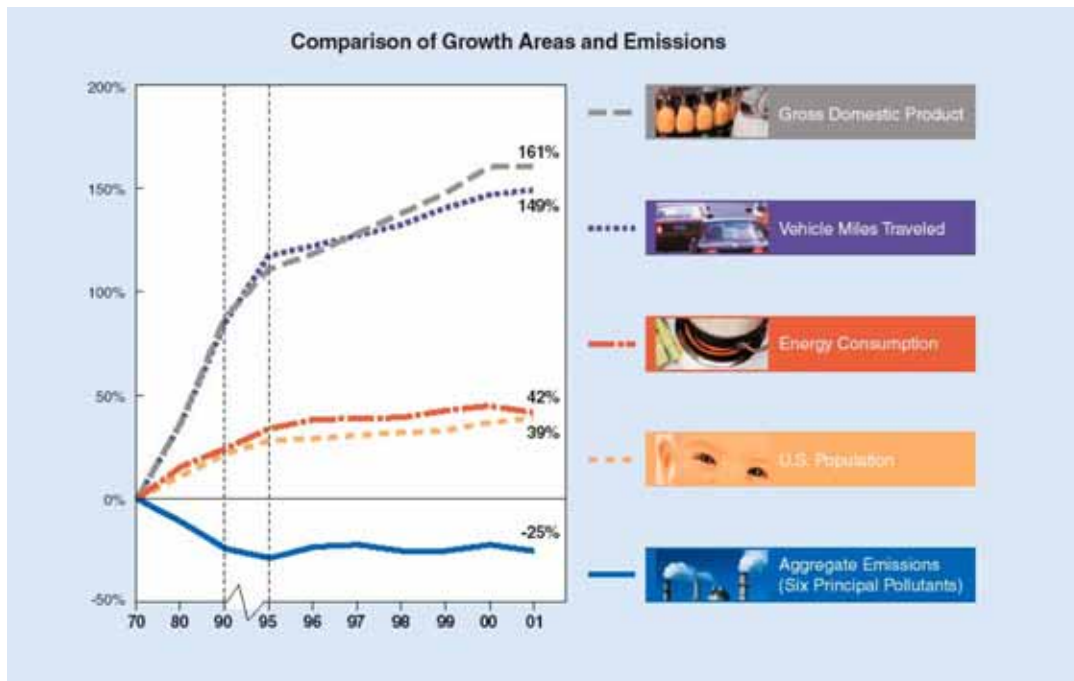 Comparison of Growth Areas and Emissions
200%
150%
100%
50%
0%
-50%
161%
149%
42%
39%
-25%
70 80 90 95 96 97 98 99 00 01
Gross Domestic Product
Vehicle Miles Traveled
Energy Consumption
U.S. Population
Aggregate Emissions
(Six Principal Pollutants)